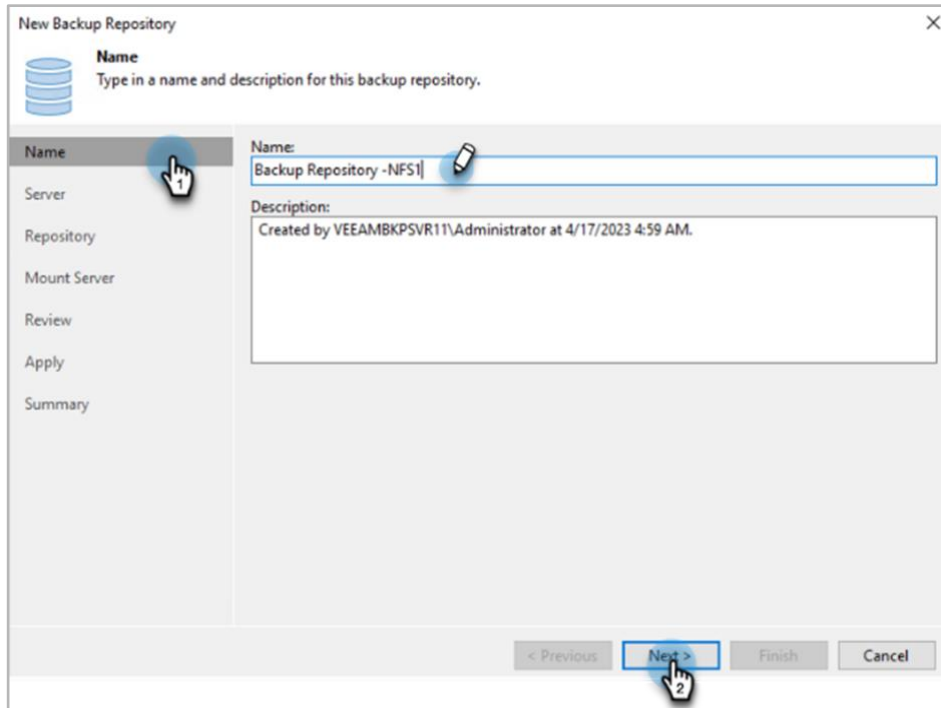 New Backup Repository
Name
Type in a name and description for this backup repository.
Name
1
Server
Repository
Mount Server
Review
Apply
Summary
Name:
Backup Repository -NFS1
Description:
Created by VEEAMBKPSVR11\Administrator at 4/17/2023 4:59 AM.
< Previous
Next >
2
Finish
Cancel